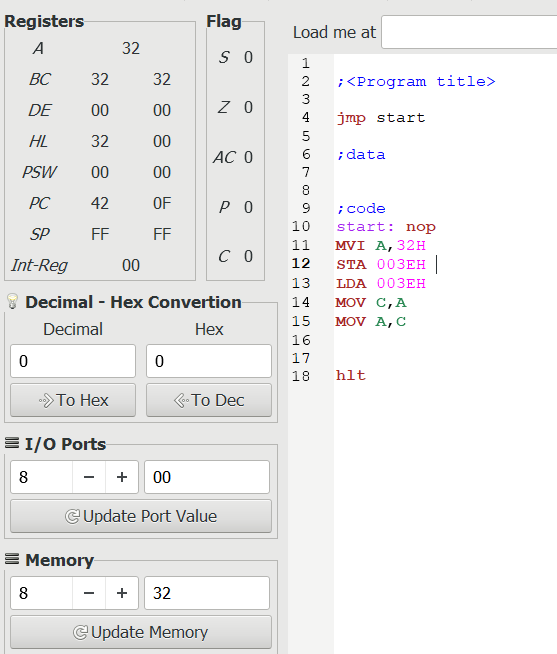 Registers
A 32
BC 32 32
DE 00 00
HL 32 00
PSW 00 00
PC 42 0F
SP FF FF
Int-Reg 00
Flag
S 0
Z 0
AC 0
P 0
C 0
Decimal - Hex Convertion
Decimal Hex
0 0
To Hex To Dec
I/O Ports
8 − + 00
Update Port Value
Memory
8 − + 32
Update Memory
Load me at
1
2 ;<Program title>
3
4 jmp start
5
6 ;data
7
8
9 ;code
10 start: nop
11 MVI A,32H
12 STA 003EH
13 LDA 003EH
14 MOV C,A
15 MOV A,C
16
17
18 hlt